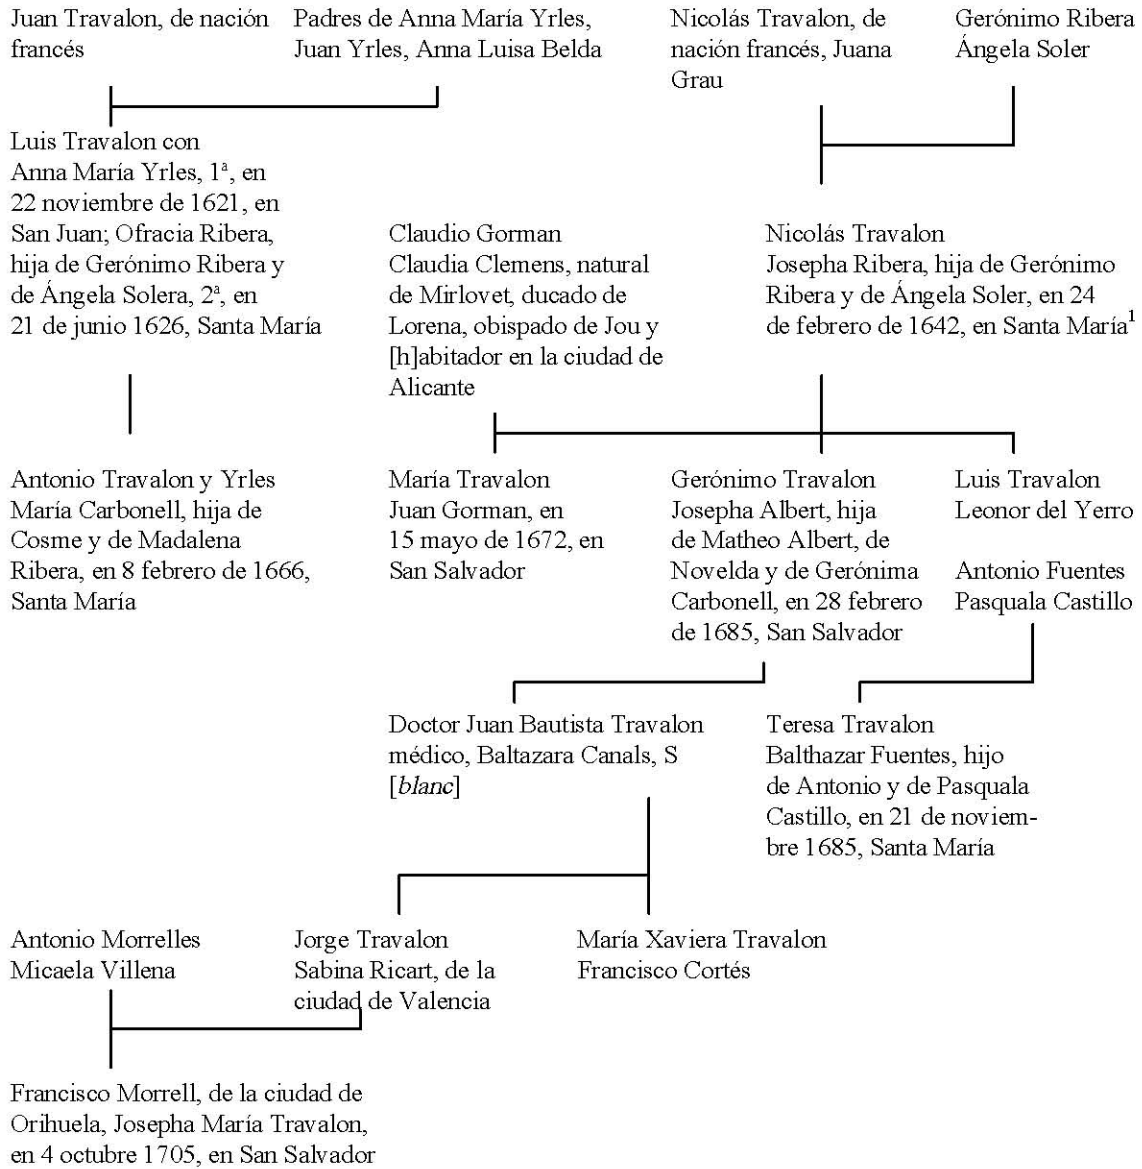 Juan Travalon, de nación
francés
Padres de Anna María Yrles,
Juan Yrles, Anna Luisa Belda
Nicolás Travalon, de
nación francés, Juana
Grau
Gerónimo Ribera
Ángela Soler
Luis Travalon con
Anna María Yrles, 1ª, en
22 noviembre de 1621, en
San Juan; Ofracia Ribera,
hija de Gerónimo Ribera y
de Ángela Solera, 2ª, en
21 de junio 1626, Santa María
Claudio Gorman
Claudia Clemens, natural
de Mirlovet, ducado de
Lorena, obispado de Jou y
[h]abitador en la ciudad de
Alicante
Nicolás Travalon
Josepha Ribera, hija de Gerónimo
Ribera y de Ángela Soler, en 24
de febrero de 1642, en Santa María¹
Antonio Travalon y Yrles
María Carbonell, hija de
Cosme y de Madalena
Ribera, en 8 febrero de 1666,
Santa María
María Travalon
Juan Gorman, en
15 mayo de 1672, en
San Salvador
Gerónimo Travalon
Josepha Albert, hija
de Matheo Albert, de
Novelda y de Gerónima
Carbonell, en 28 febrero
de 1685, San Salvador
Luis Travalon
Leonor del Yerro
Antonio Fuentes
Pasquala Castillo
Doctor Juan Bautista Travalon
médico, Baltazara Canals, S
[blanc]
Teresa Travalon
Balthazar Fuentes, hijo
de Antonio y de Pasquala
Castillo, en 21 de noviem-
bre 1685, Santa María
Antonio Morrelles
Micaela Villena
Jorge Travalon
Sabina Ricart, de la
ciudad de Valencia
María Xaviera Travalon
Francisco Cortés
Francisco Morrell, de la ciudad de
Orihuela, Josepha María Travalon,
en 4 octubre 1705, en San Salvador